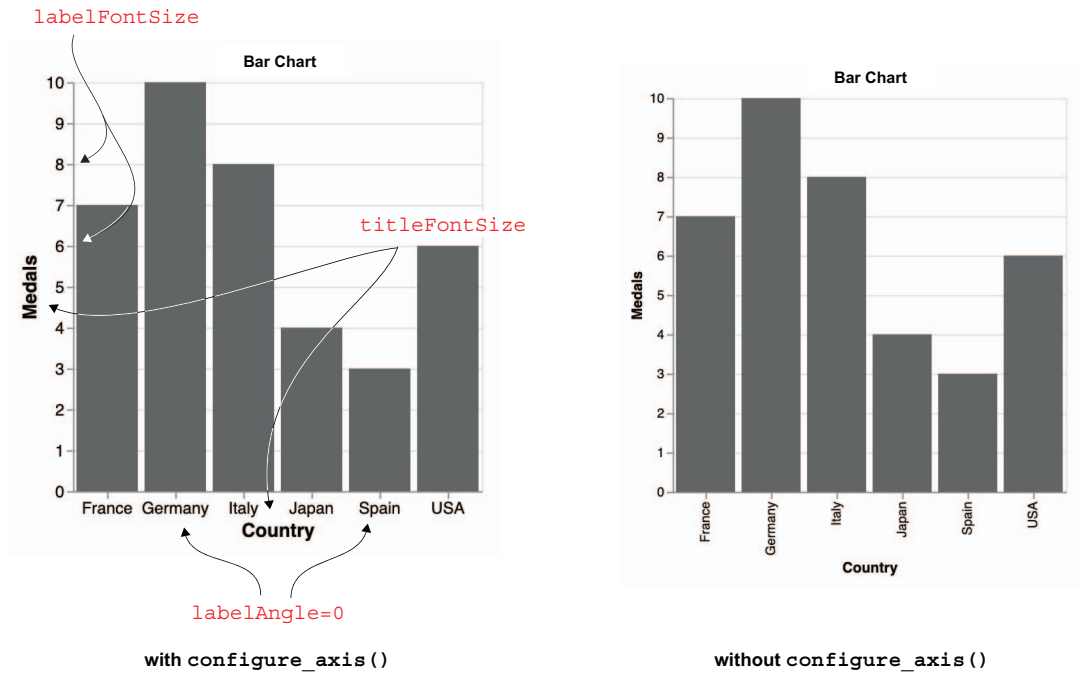 labelFontSize
Bar Chart
10
9
8
7
6
5
4
3
2
1
0
Medals
titleFontSize
France Germany Italy Japan Spain USA
Country
labelAngle=0
with configure_axis()
Bar Chart
10
9
8
7
6
5
4
3
2
1
0
Medals
France
Germany
Italy
Japan
Spain
USA
Country
without configure_axis()